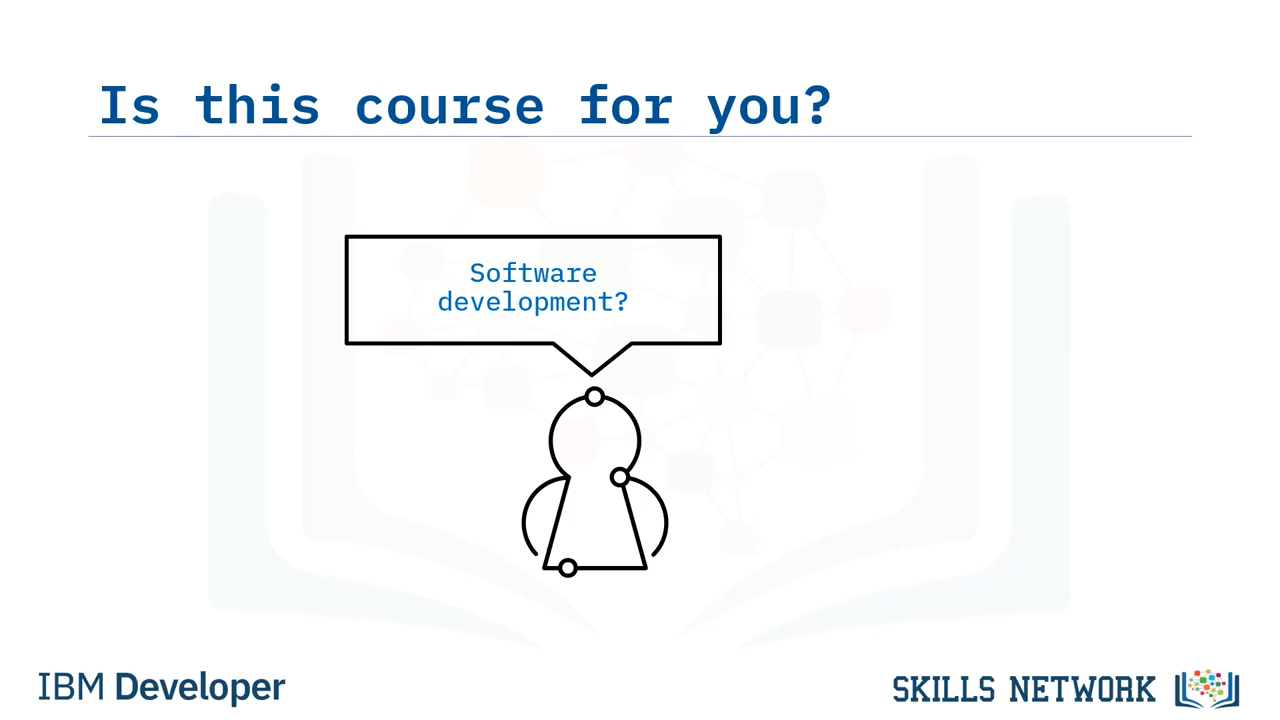 Is this course for you?
Software
development?
IBM Developer
SKILLS NETWORK